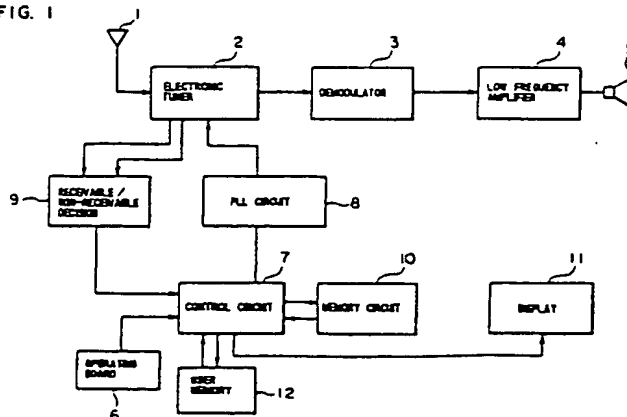 FIG. 1
1
2
3
4
ELECTRONIC
TUNER
DEMODULATOR
LOW FREQUENCY
AMPLIFIER
9
RECEIVABLE /
NON-RECEIVABLE
DECISION
PLL CIRCUIT
8
7
10
11
CONTROL CIRCUIT
MEMORY CIRCUIT
DISPLAY
OPERATING
BOARD
6
USER
MEMORY
12